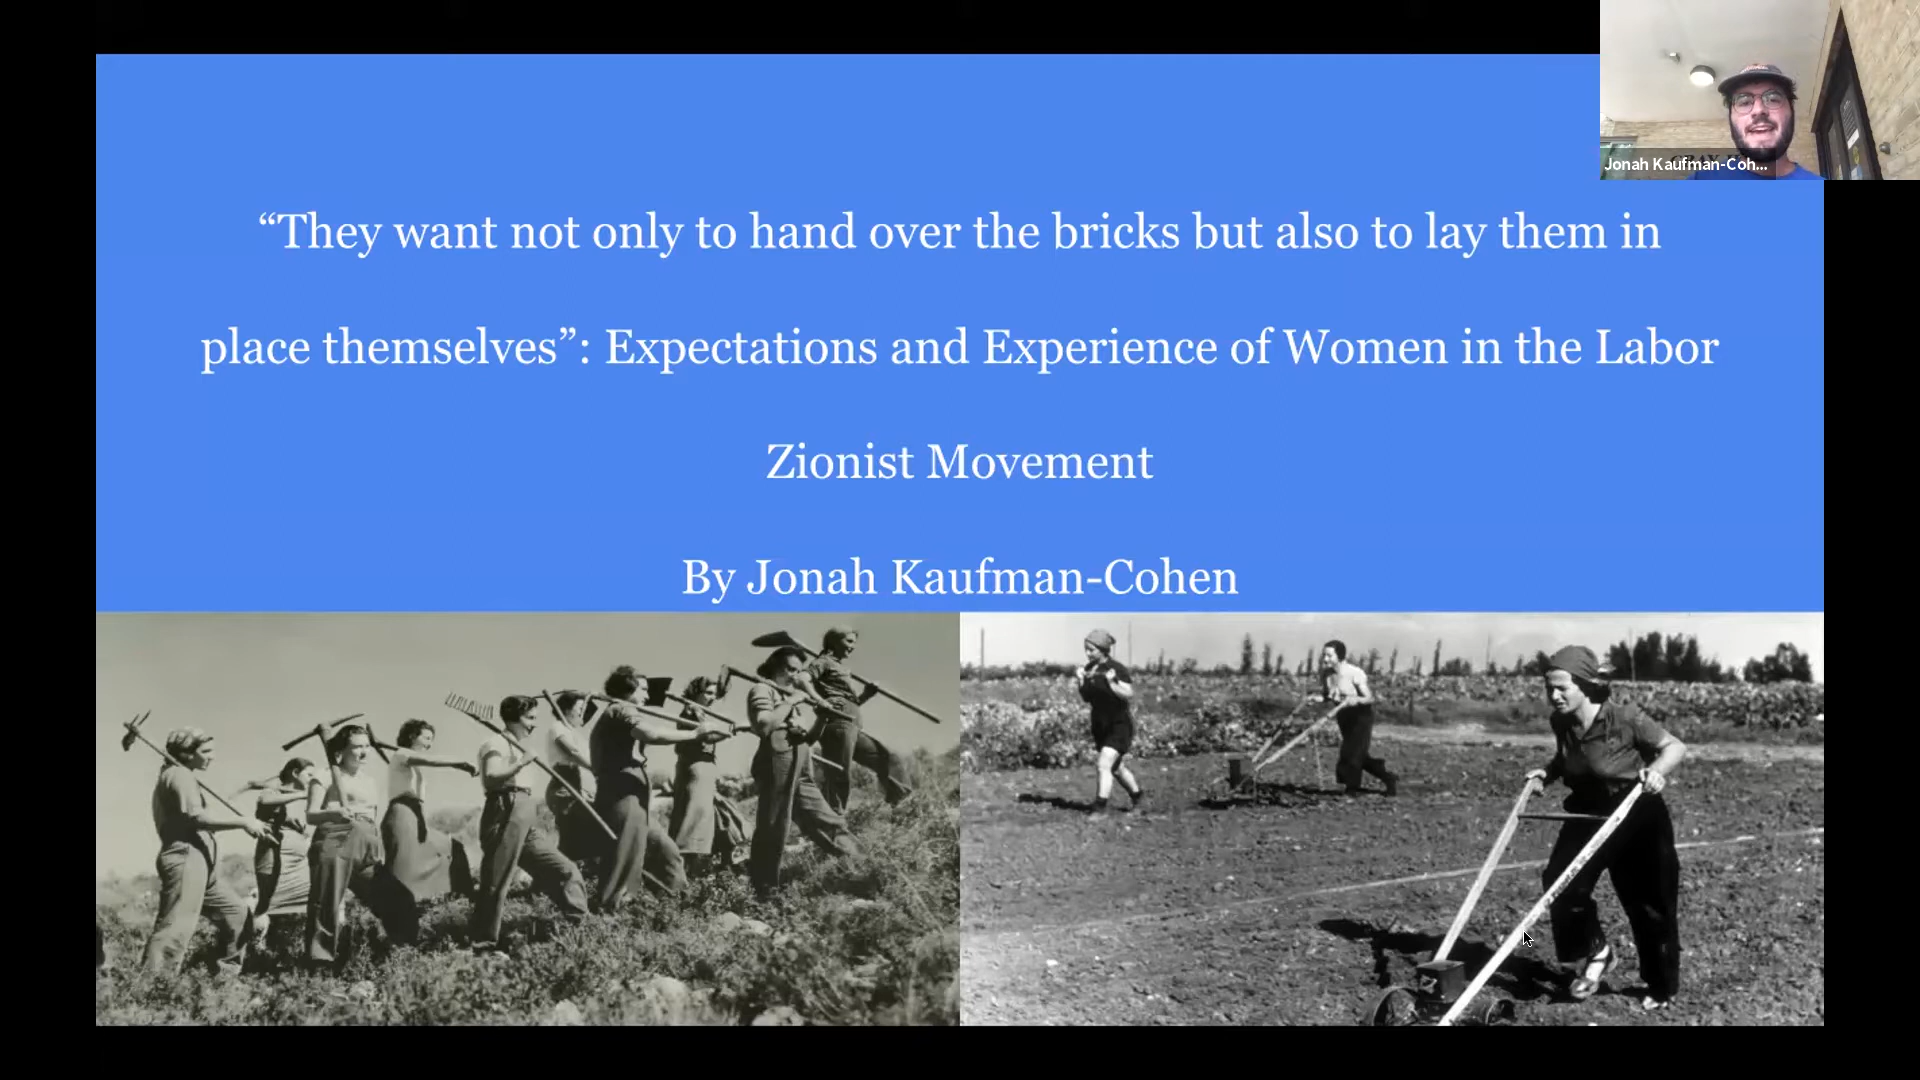 “They want not only to hand over the bricks but also to lay them in
place themselves”: Expectations and Experience of Women in the Labor
Zionist Movement
By Jonah Kaufman-Cohen
Jonah Kaufman-Coh...